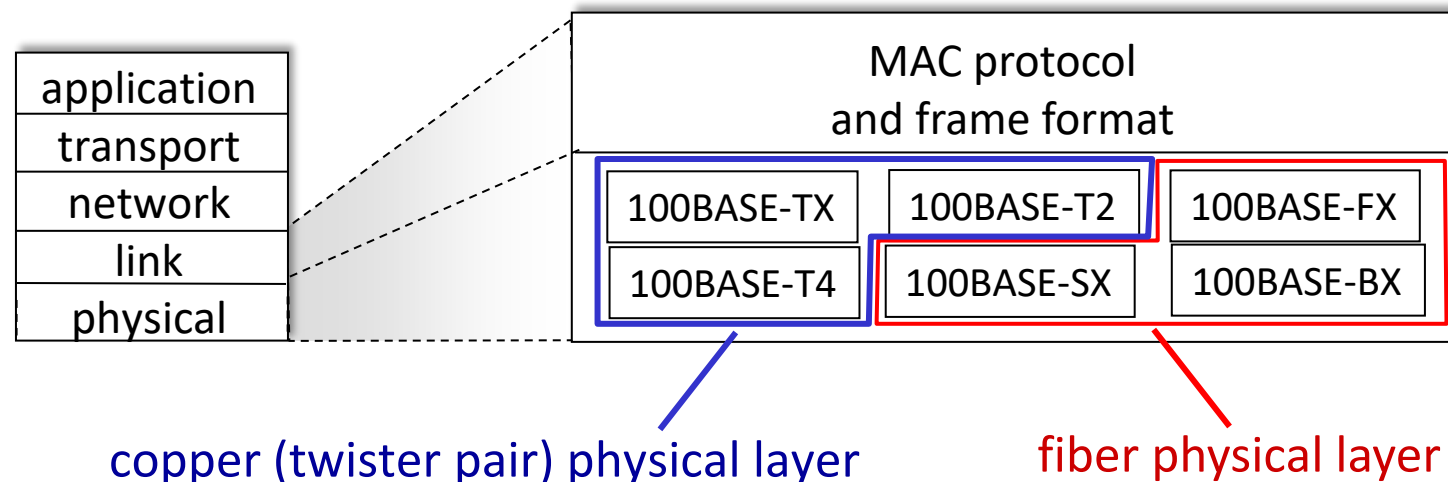 application
transport
network
link
physical
MAC protocol
and frame format
100BASE-TX
100BASE-T2
100BASE-FX
100BASE-T4
100BASE-SX
100BASE-BX
copper (twister pair) physical layer
fiber physical layer